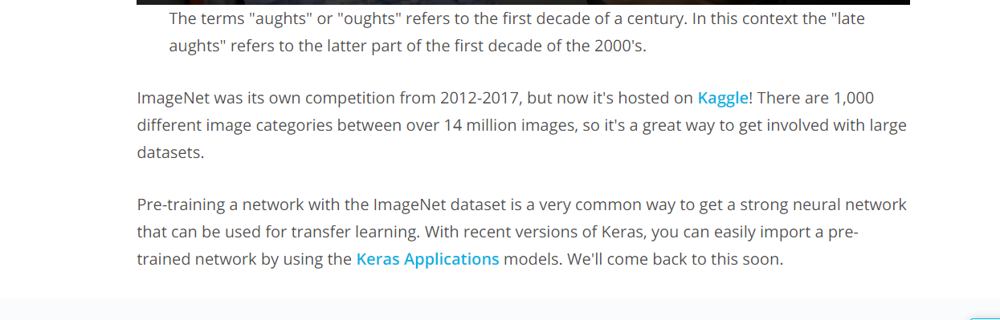 The terms "aughts" or "oughts" refers to the first decade of a century. In this context the "late
aughts" refers to the latter part of the first decade of the 2000's.
ImageNet was its own competition from 2012-2017, but now it's hosted on Kaggle! There are 1,000
different image categories between over 14 million images, so it's a great way to get involved with large
datasets.
Pre-training a network with the ImageNet dataset is a very common way to get a strong neural network
that can be used for transfer learning. With recent versions of Keras, you can easily import a pre-
trained network by using the Keras Applications models. We'll come back to this soon.